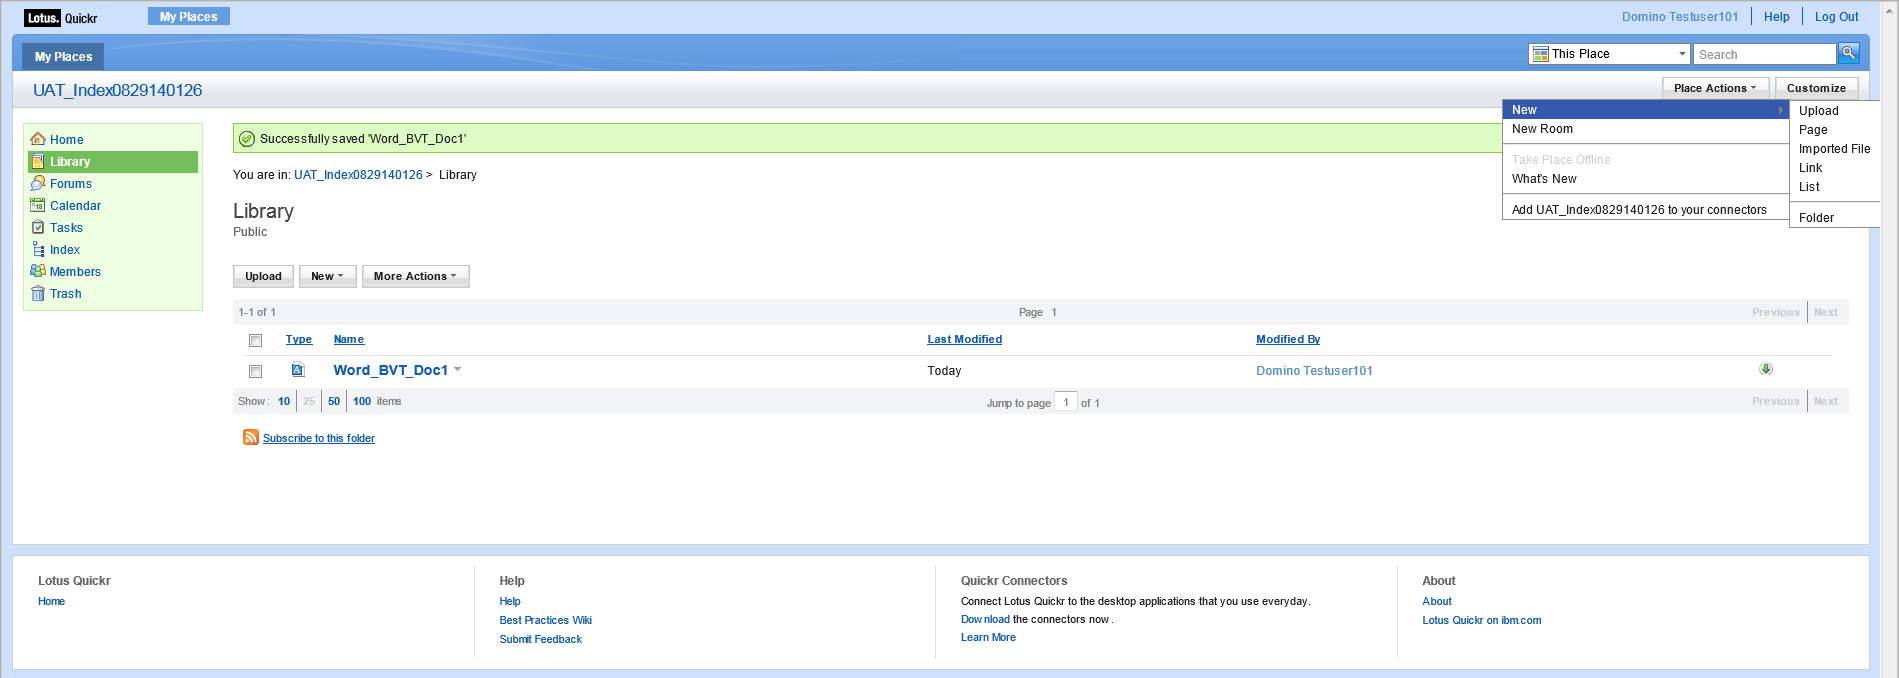 Lotus. Quickr
My Places
Domino Testuser101
Help
Log Out
My Places
This Place
Search
UAT_Index0829140126
Place Actions
Customize
New
New Room
Take Place Offline
What's New
Add UAT_Index0829140126 to your connectors
Upload
Page
Imported File
Link
List
Folder
Home
Library
Forums
Calendar
Tasks
Index
Members
Trash
Successfully saved 'Word_BVT_Doc1'
You are in: UAT_Index0829140126 > Library
Library
Public
Upload New More Actions
1-1 of 1 Page 1 Previous Next
Type Name Last Modified Modified By
Word_BVT_Doc1 Today Domino Testuser101
Show: 10 25 50 100 items Jump to page 1 of 1 Previous Next
Subscribe to this folder
Lotus Quickr
Home
Help
Help
Best Practices Wiki
Submit Feedback
Quickr Connectors
Connect Lotus Quickr to the desktop applications that you use everyday.
Download the connectors now.
Learn More
About
About
Lotus Quickr on ibm.com